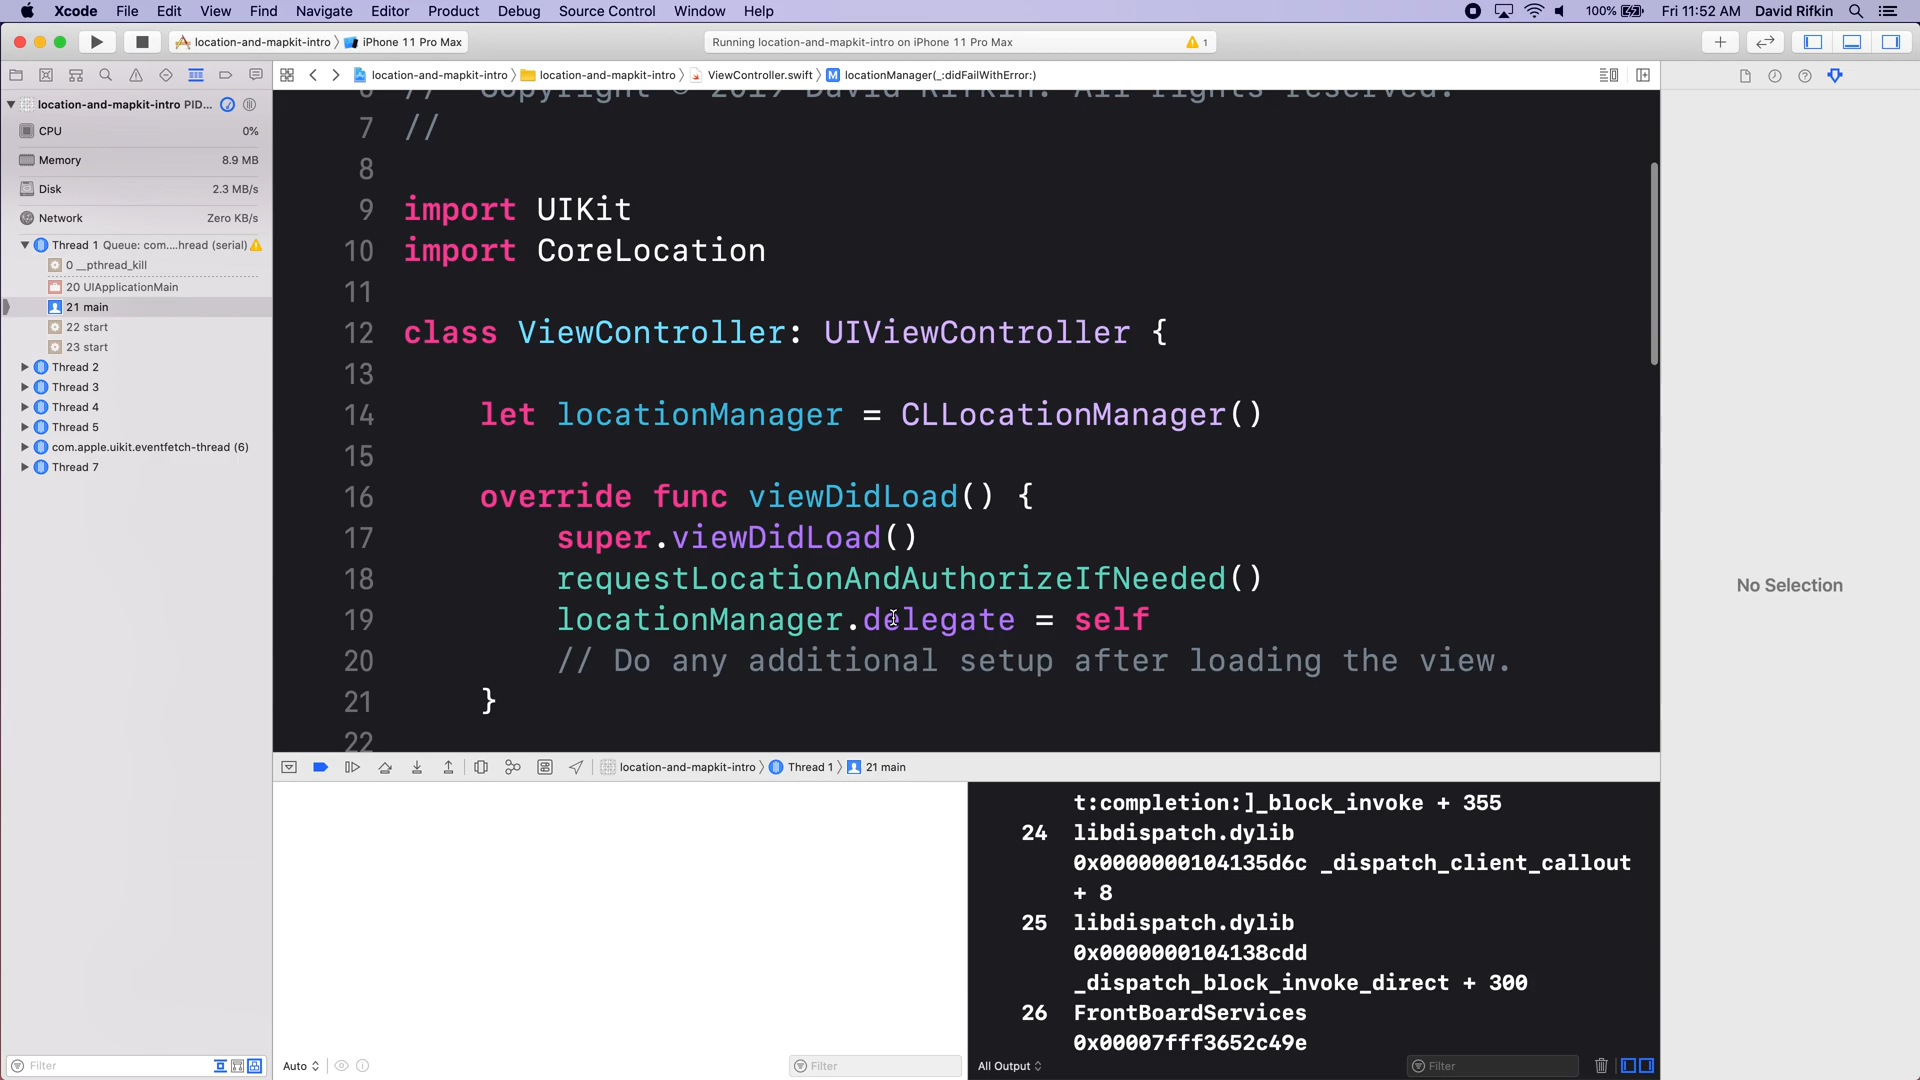 Xcode File Edit View Find Navigate Editor Product Debug Source Control Window Help 100% Fri 11:52 AM David Rifkin
location-and-mapkit-intro iPhone 11 Pro Max Running location-and-mapkit-intro on iPhone 11 Pro Max 1
location-and-mapkit-intro location-and-mapkit-intro ViewController.swift M locationManager(_:didFailWithError:)
location-and-mapkit-intro PID...
CPU 0%
Memory 8.9 MB
Disk 2.3 MB/s
Network Zero KB/s
Thread 1 Queue: com....hread (serial)
0 __pthread_kill
20 UIApplicationMain
21 main
22 start
23 start
Thread 2
Thread 3
Thread 4
Thread 5
com.apple.uikit.eventfetch-thread (6)
Thread 7
Filter
6 // Copyright © 2019 David Rifkin. All rights reserved.
7 //
8
9 import UIKit
10 import CoreLocation
11
12 class ViewController: UIViewController {
13
14 let locationManager = CLLocationManager()
15
16 override func viewDidLoad() {
17 super.viewDidLoad()
18 requestLocationAndAuthorizeIfNeeded()
19 locationManager.delegate = self
20 // Do any additional setup after loading the view.
21 }
22
No Selection
location-and-mapkit-intro Thread 1 21 main
t:completion:]_block_invoke + 355
24 libdispatch.dylib
0x0000000104135d6c _dispatch_client_callout
+ 8
25 libdispatch.dylib
0x0000000104138cdd
_dispatch_block_invoke_direct + 300
26 FrontBoardServices
0x00007fff3652c49e
Auto Filter All Output Filter